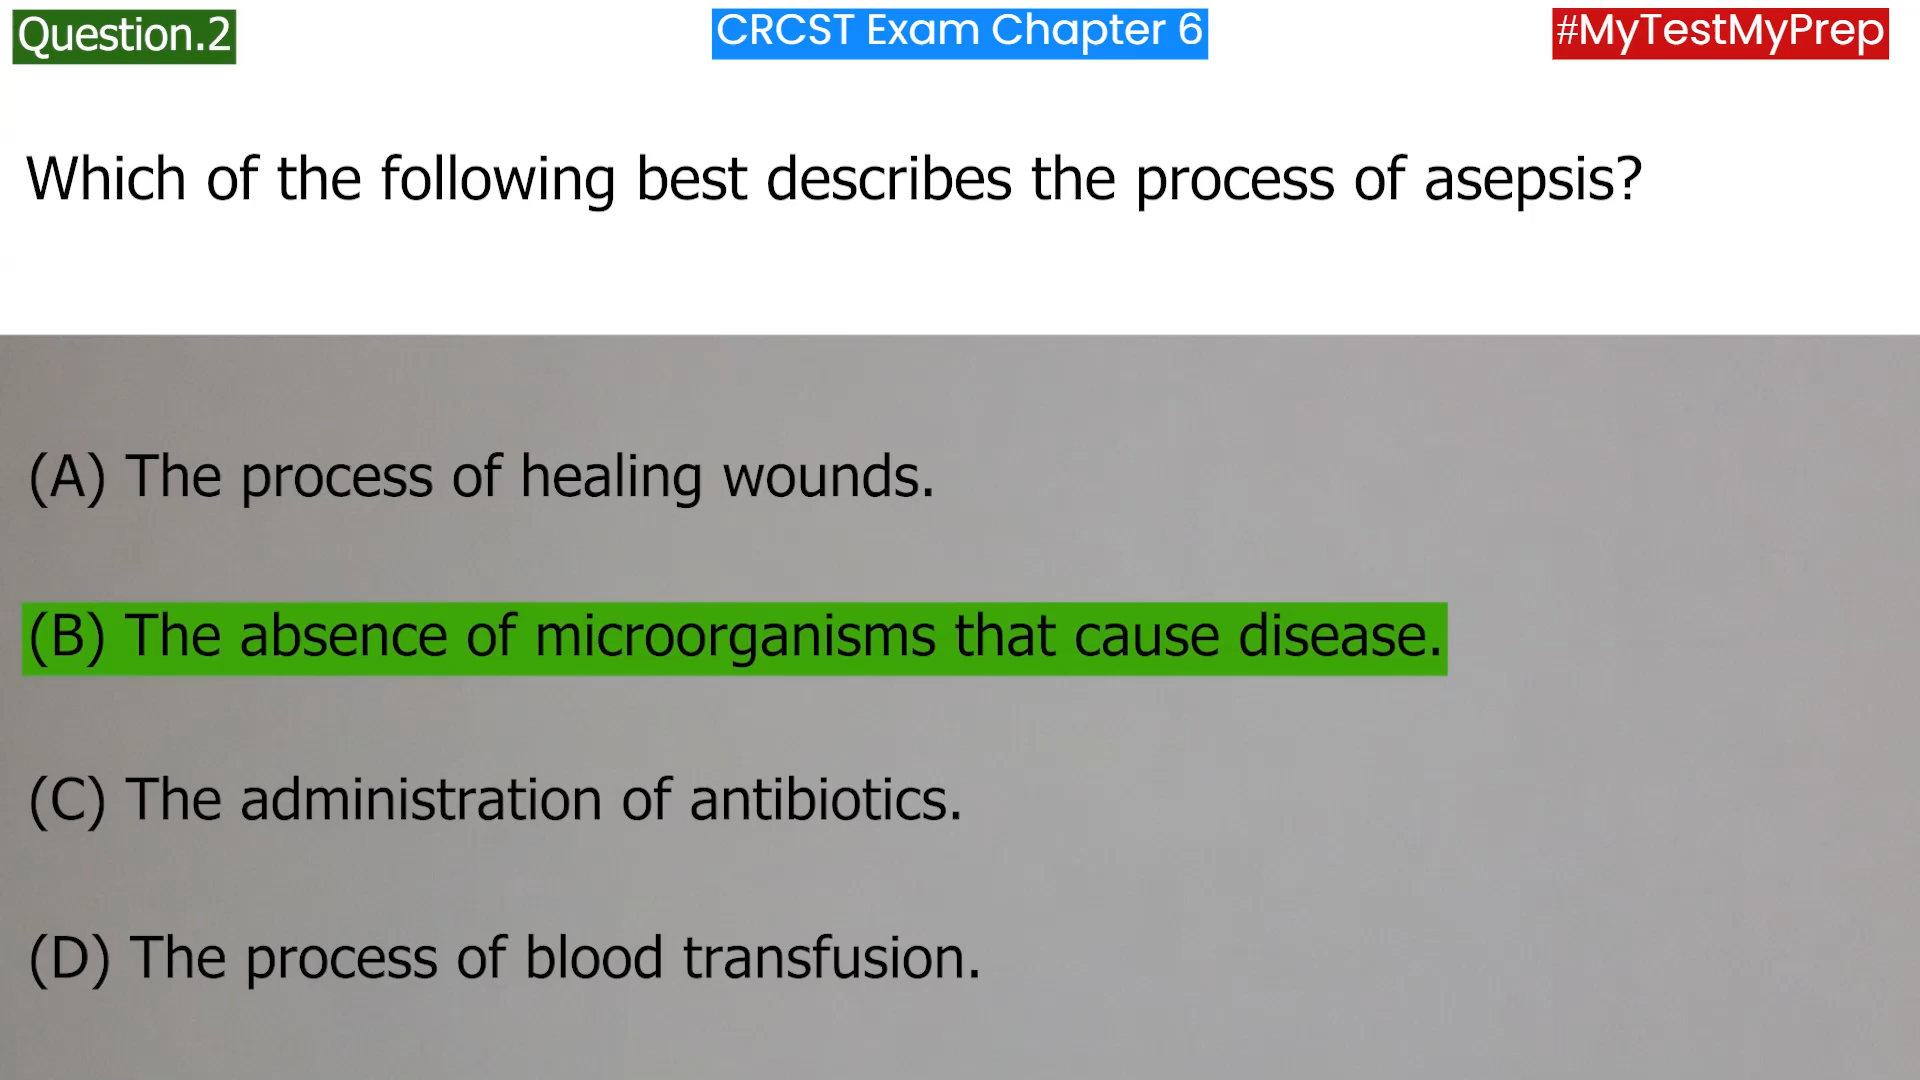 Question.2
CRCST Exam Chapter 6
#MyTestMyPrep
Which of the following best describes the process of asepsis?
(A) The process of healing wounds.
(B) The absence of microorganisms that cause disease.
(C) The administration of antibiotics.
(D) The process of blood transfusion.